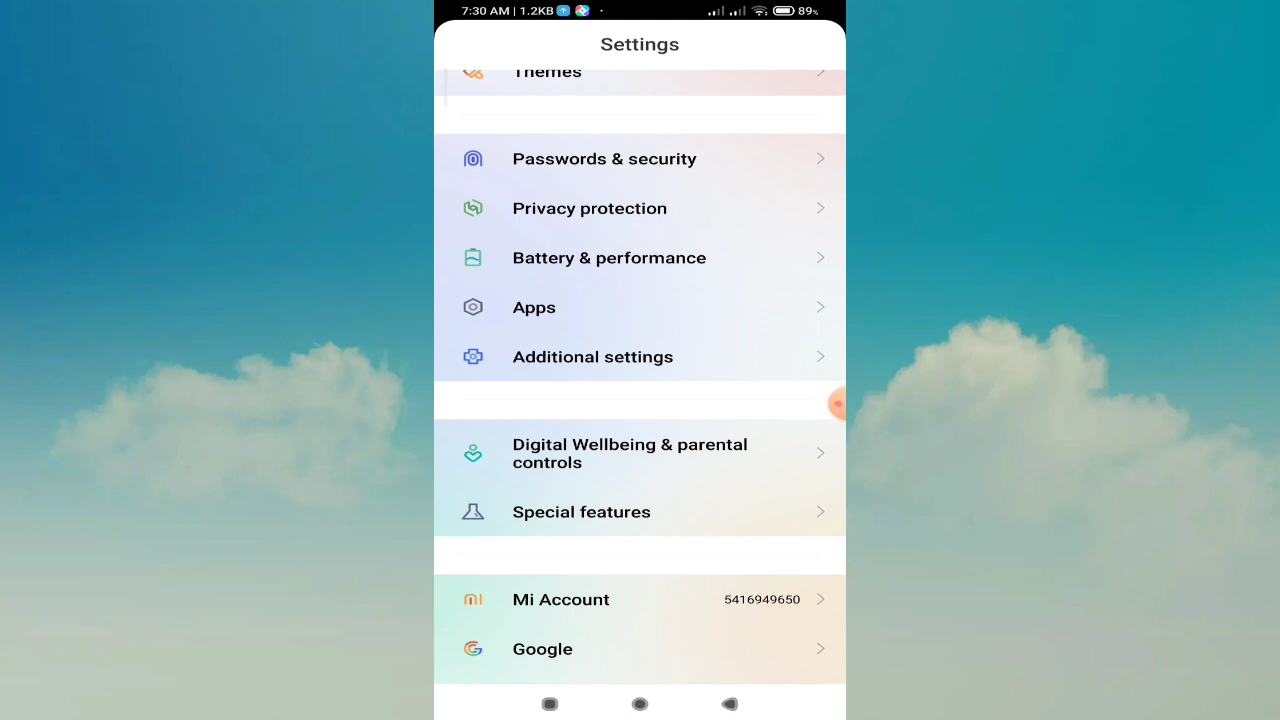 7:30 AM | 1.2KB
89%
Settings
Themes
Passwords & security
Privacy protection
Battery & performance
Apps
Additional settings
Digital Wellbeing & parental
controls
Special features
Mi Account
5416949650
Google